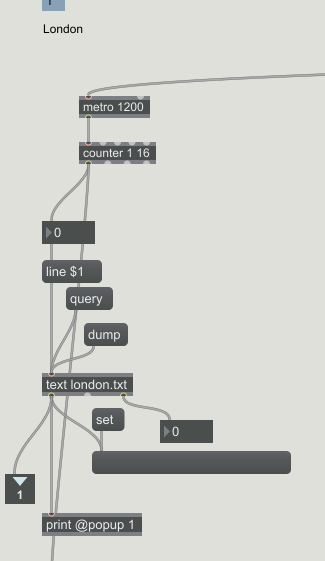 London
metro 1200
counter 1 16
0
line $1
query
dump
text london.txt
set
0
1
print @popup 1